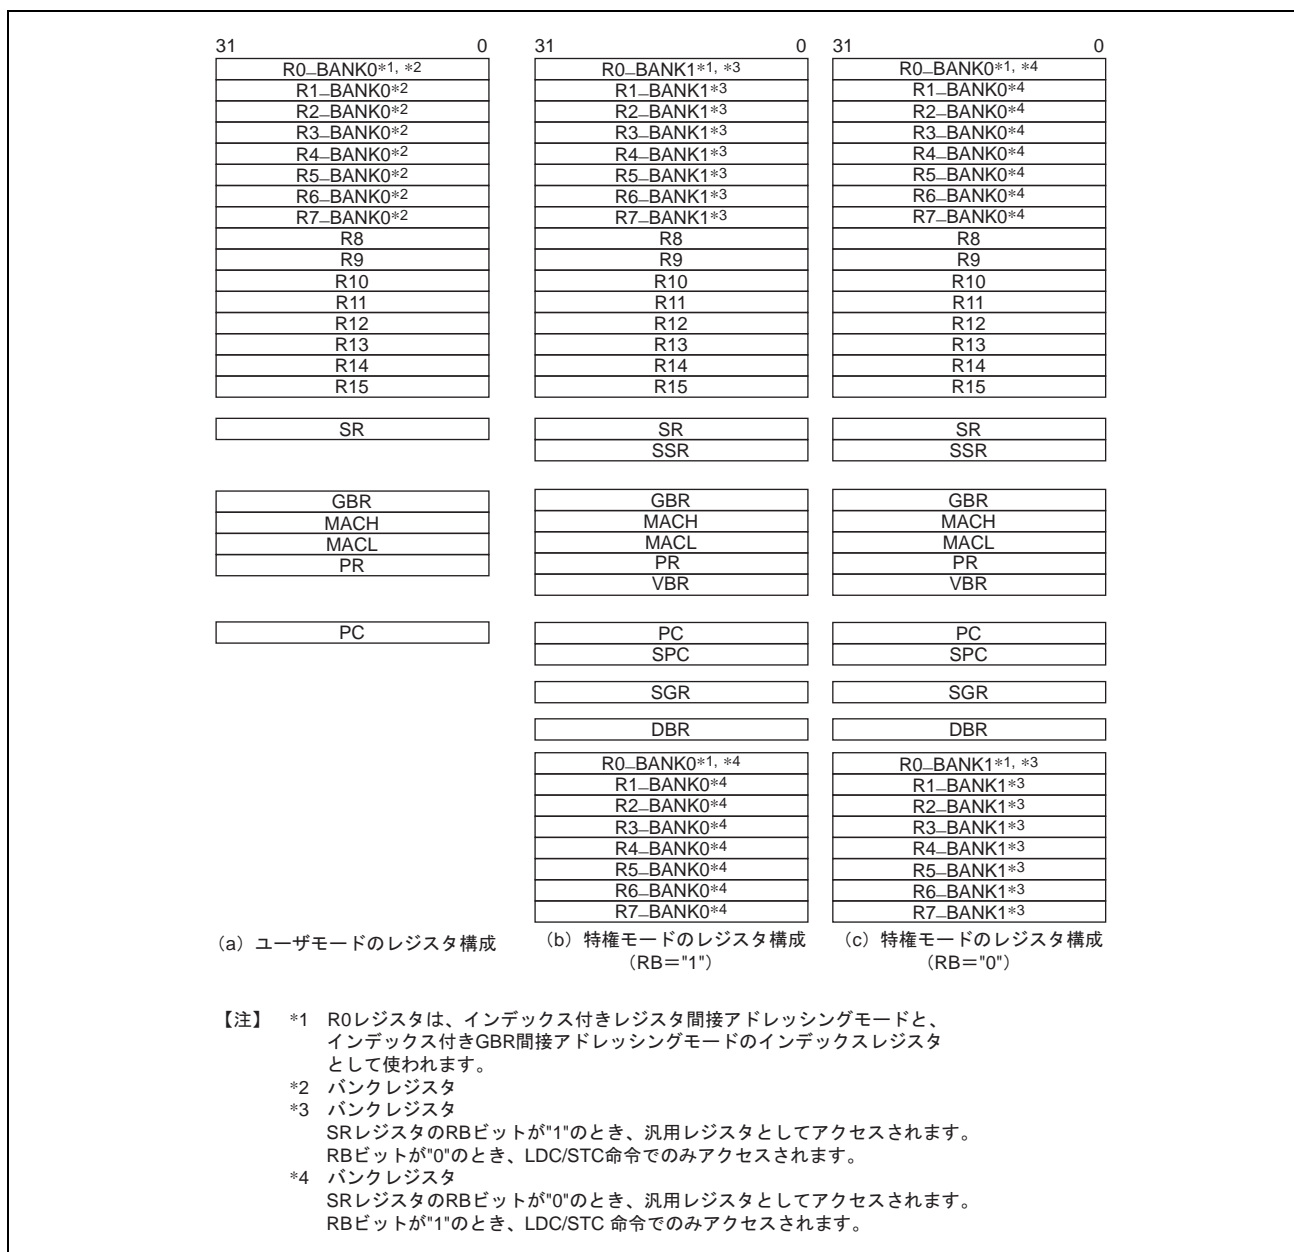 31 0
R0_BANK0*1, *2
R1_BANK0*2
R2_BANK0*2
R3_BANK0*2
R4_BANK0*2
R5_BANK0*2
R6_BANK0*2
R7_BANK0*2
R8
R9
R10
R11
R12
R13
R14
R15
SR
GBR
MACH
MACL
PR
PC
(a) ユーザモードのレジスタ構成
31 0
R0_BANK1*1, *3
R1_BANK1*3
R2_BANK1*3
R3_BANK1*3
R4_BANK1*3
R5_BANK1*3
R6_BANK1*3
R7_BANK1*3
R8
R9
R10
R11
R12
R13
R14
R15
SR
SSR
GBR
MACH
MACL
PR
VBR
PC
SPC
SGR
DBR
R0_BANK0*1, *4
R1_BANK0*4
R2_BANK0*4
R3_BANK0*4
R4_BANK0*4
R5_BANK0*4
R6_BANK0*4
R7_BANK0*4
(b) 特権モードのレジスタ構成
(RB="1")
31 0
R0_BANK0*1, *4
R1_BANK0*4
R2_BANK0*4
R3_BANK0*4
R4_BANK0*4
R5_BANK0*4
R6_BANK0*4
R7_BANK0*4
R8
R9
R10
R11
R12
R13
R14
R15
SR
SSR
GBR
MACH
MACL
PR
VBR
PC
SPC
SGR
DBR
R0_BANK1*1, *3
R1_BANK1*3
R2_BANK1*3
R3_BANK1*3
R4_BANK1*3
R5_BANK1*3
R6_BANK1*3
R7_BANK1*3
(c) 特権モードのレジスタ構成
(RB="0")
【注】 *1 R0レジスタは、インデックス付きレジスタ間接アドレッシングモードと、
インデックス付きGBR間接アドレッシングモードのインデックスレジスタ
として使われます。
*2 バンクレジスタ
*3 バンクレジスタ
SRレジスタのRBビットが"1"のとき、汎用レジスタとしてアクセスされます。
RBビットが"0"のとき、LDC/STC命令でのみアクセスされます。
*4 バンクレジスタ
SRレジスタのRBビットが"0"のとき、汎用レジスタとしてアクセスされます。
RBビットが"1"のとき、LDC/STC 命令でのみアクセスされます。